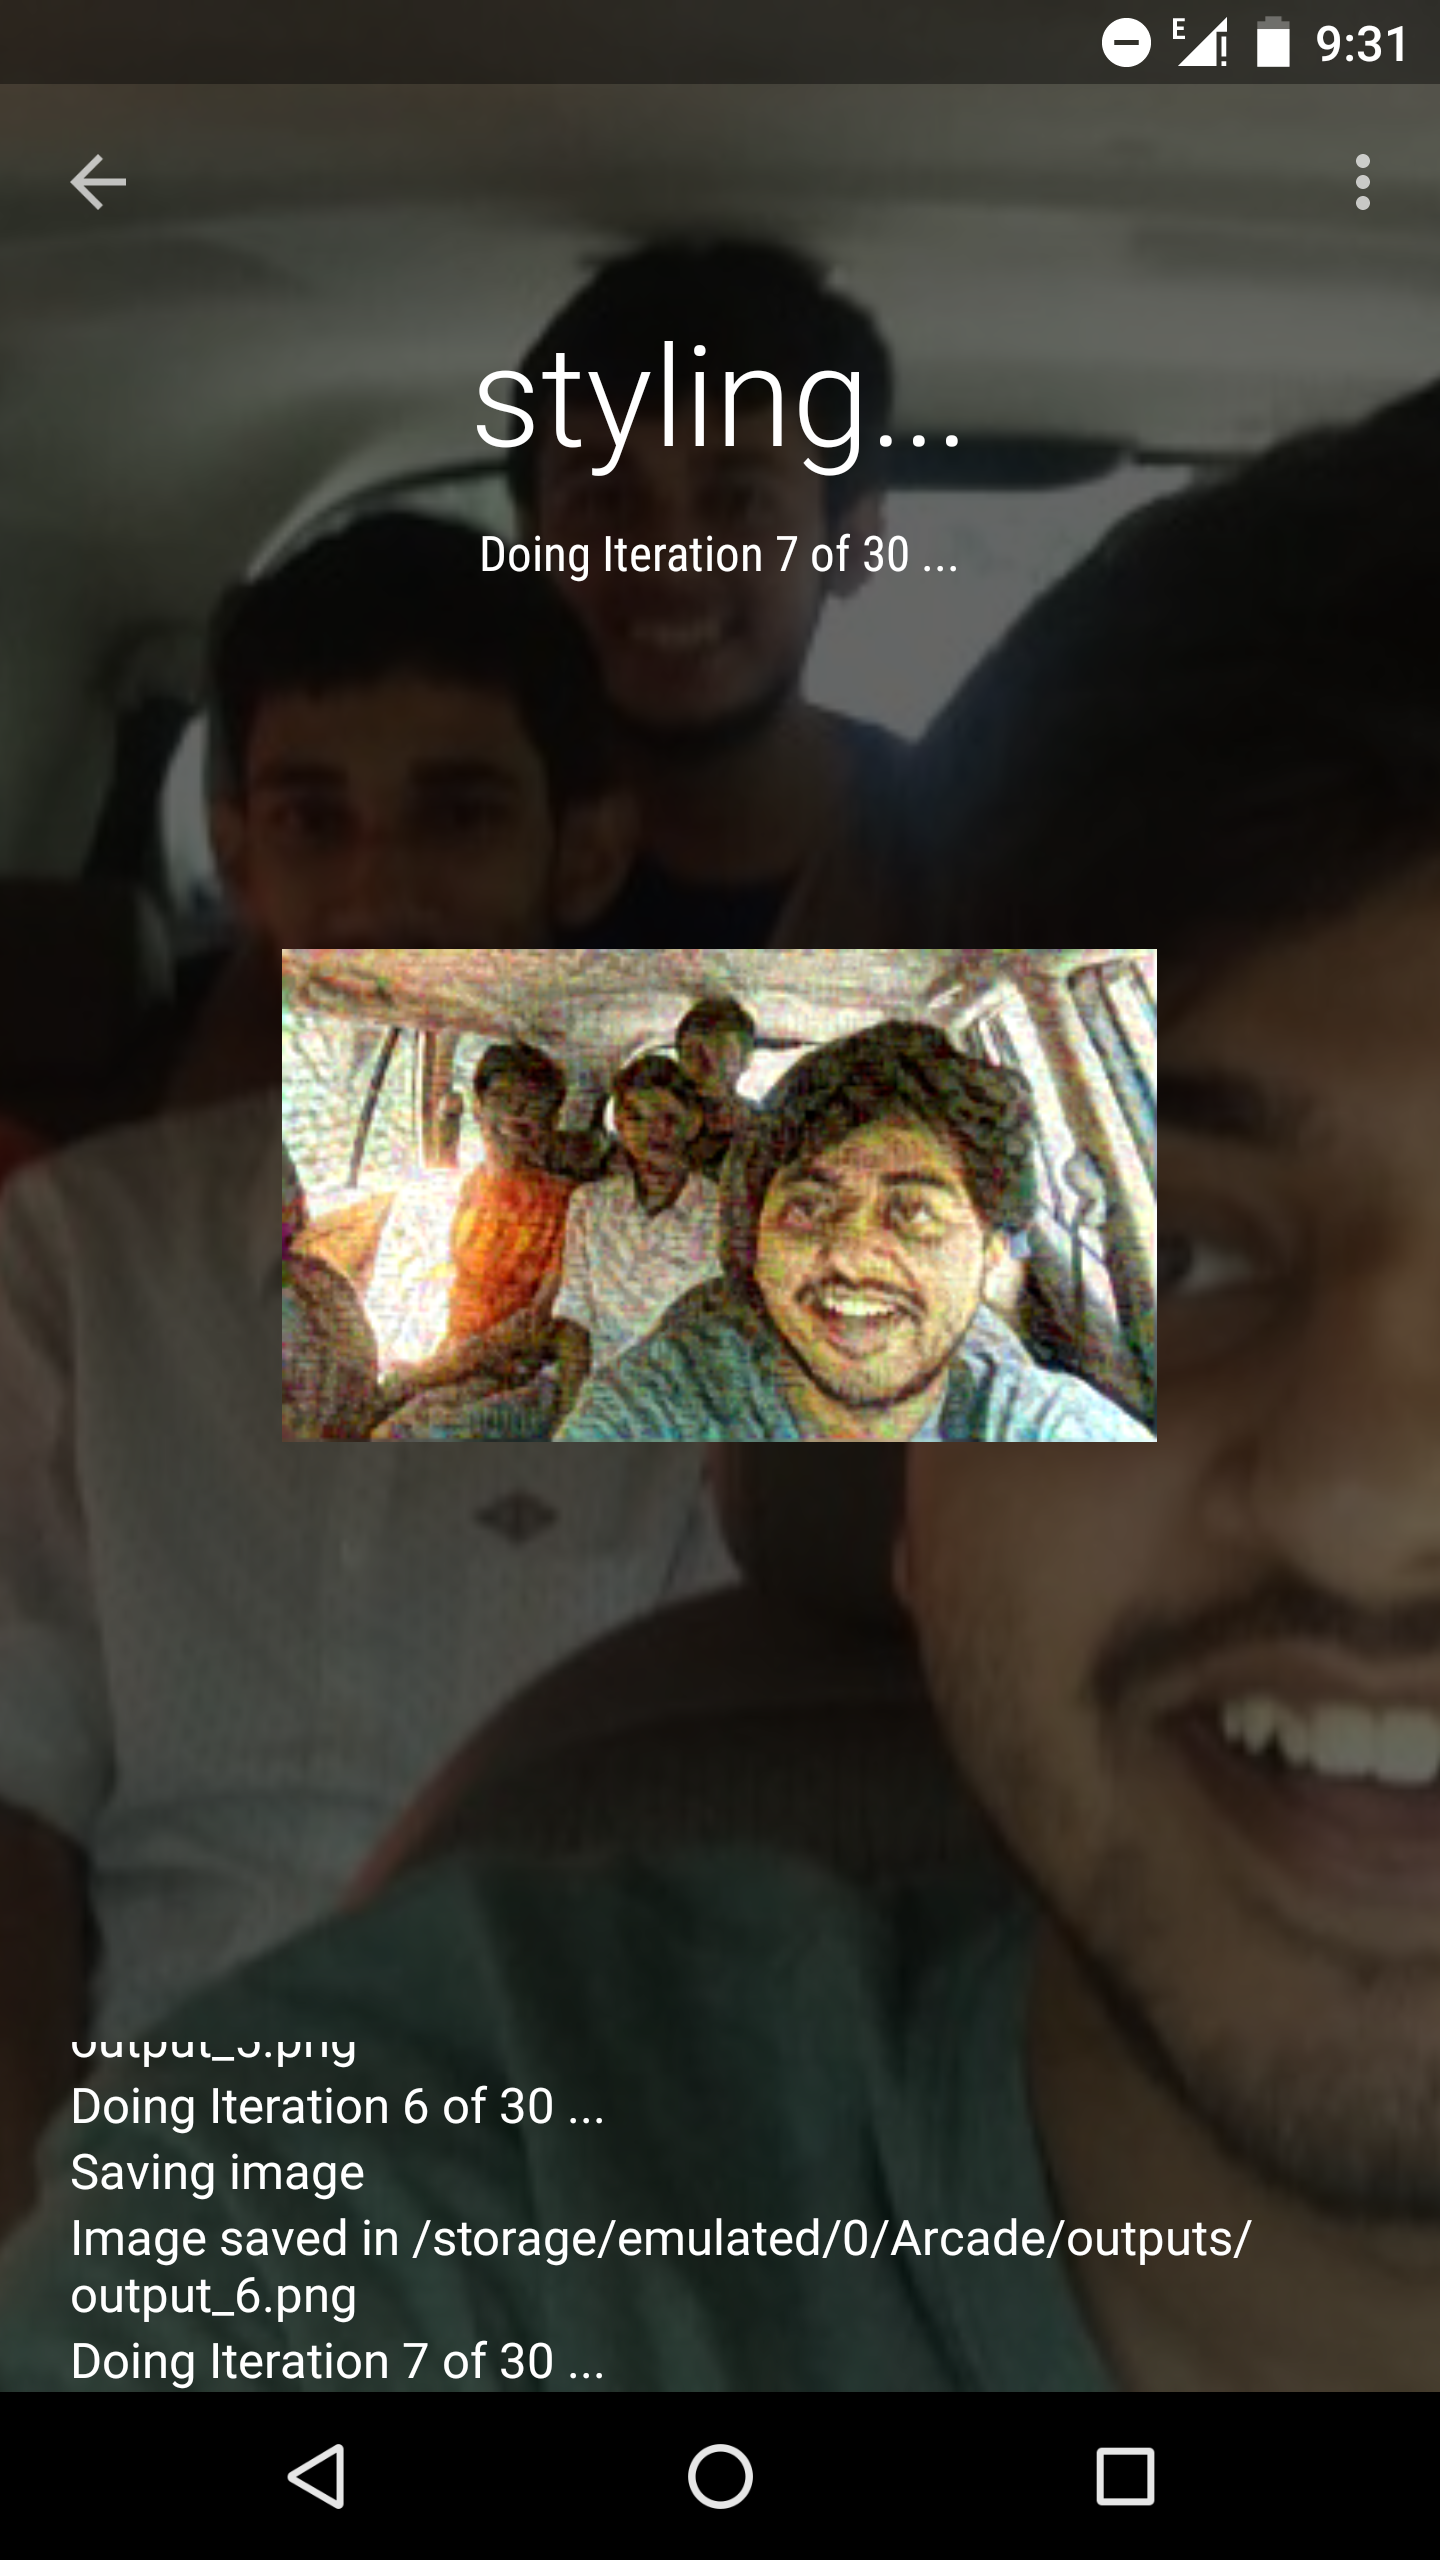 E 9:31
styling...
Doing Iteration 7 of 30 ...
Doing Iteration 6 of 30 ...
Saving image
Image saved in /storage/emulated/0/Arcade/outputs/
output_6.png
Doing Iteration 7 of 30 ...